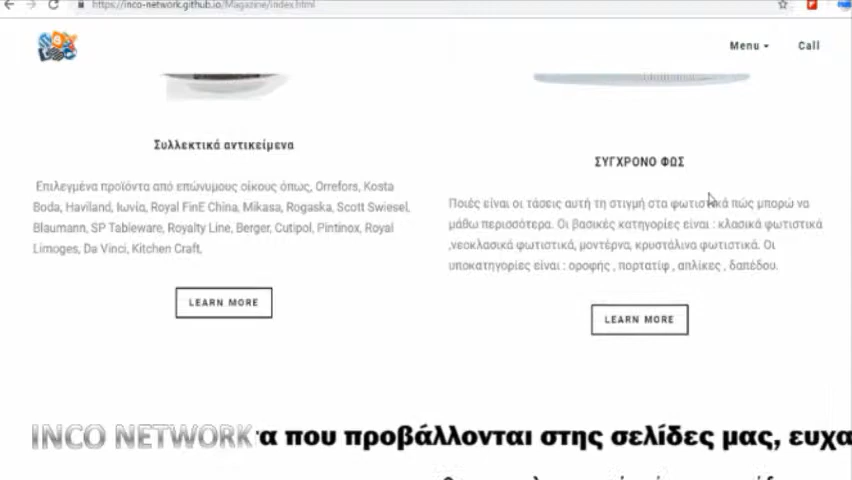 https://inco-network.github.io/Magazine/index.html
Menu
Call
Συλλεκτικά αντικείμενα
Επιλεγμένα προϊόντα από επώνυμους οίκους όπως, Orrefors, Kosta
Boda, Haviland, Ιωνία, Royal FinE China, Mikasa, Rogaska, Scott Swiesel,
Blaumann, SP Tableware, Royalty Line, Berger, Cutipol, Pintinox, Royal
Limoges, Da Vinci, Kitchen Craft,
LEARN MORE
ΣΥΓΧΡΟΝΟ ΦΩΣ
Ποιές είναι οι τάσεις αυτή τη στιγμή στα φωτιστικά πώς μπορώ να
μάθω περισσότερα. Οι βασικές κατηγορίες είναι : κλασικά φωτιστικά
,νεοκλασικά φωτιστικά, μοντέρνα, κρυστάλινα φωτιστικά. Οι
υποκατηγορίες είναι : οροφής , πορτατίφ , απλίκες , δαπέδου.
LEARN MORE
INCO NETWORK
α που προβάλλονται στης σελίδες μας, ευχα